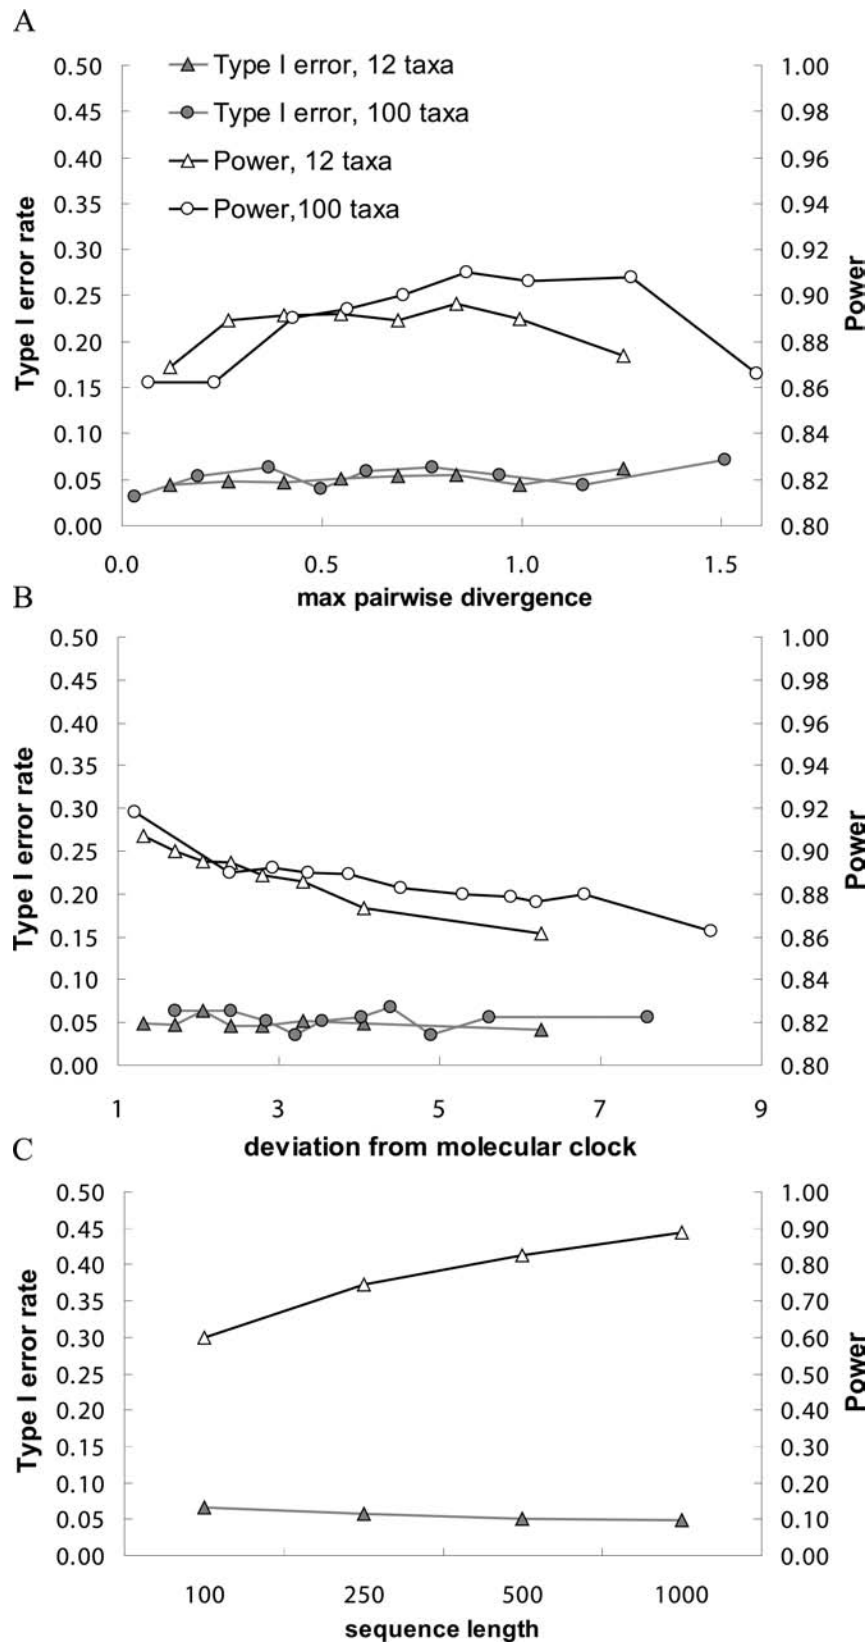 A
0.50 Type I error, 12 taxa 1.00
0.45 Type I error, 100 taxa 0.98
0.40 Power, 12 taxa 0.96
0.35 Power,100 taxa 0.94
0.30 0.92
0.25 0.90
0.20 0.88
0.15 0.86
0.10 0.84
0.05 0.82
0.00 0.80
Type I error rate
Power
0.0 0.5 1.0 1.5
max pairwise divergence
B
0.50 1.00
0.45 0.98
0.40 0.96
0.35 0.94
0.30 0.92
0.25 0.90
0.20 0.88
0.15 0.86
0.10 0.84
0.05 0.82
0.00 0.80
Type I error rate
Power
1 3 5 7 9
deviation from molecular clock
C
0.50 1.00
0.45 0.90
0.40 0.80
0.35 0.70
0.30 0.60
0.25 0.50
0.20 0.40
0.15 0.30
0.10 0.20
0.05 0.10
0.00 0.00
Type I error rate
Power
100 250 500 1000
sequence length